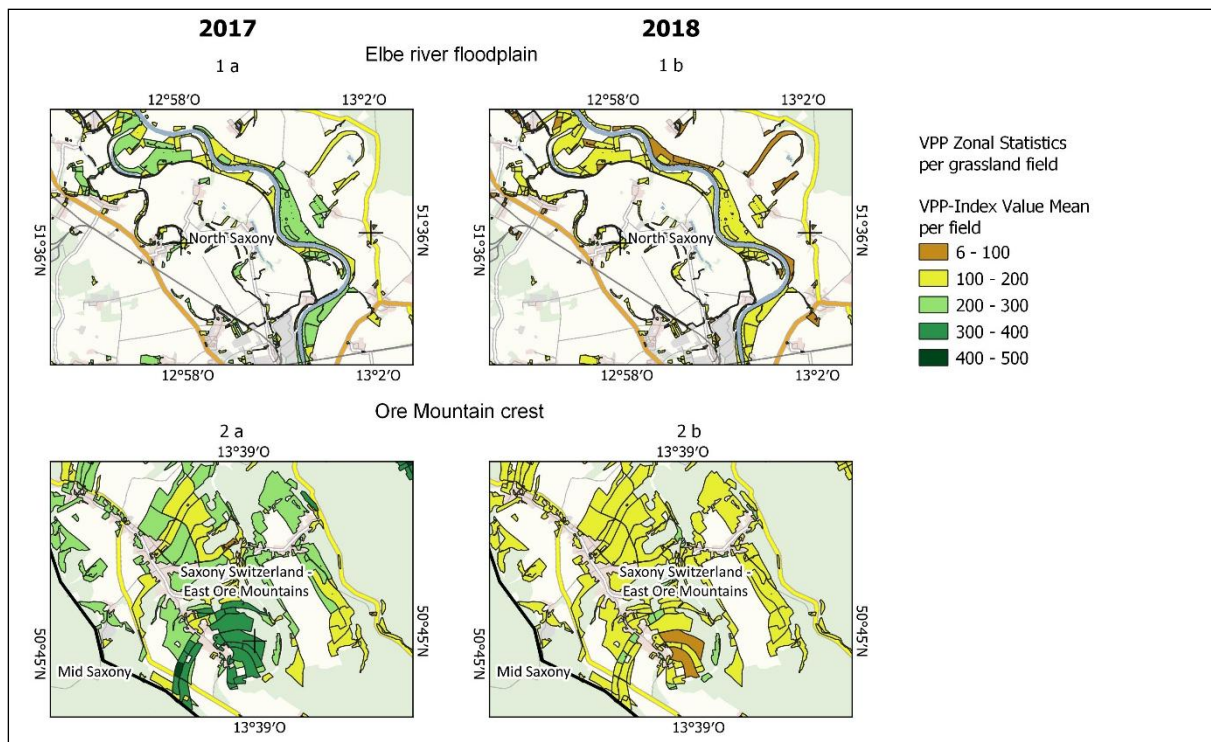 2017
2018
Elbe river floodplain
1 a
1 b
12°58'O
13°2'O
12°58'O
13°2'O
51°36'N
51°36'N
51°36'N
51°36'N
North Saxony
North Saxony
12°58'O
13°2'O
12°58'O
13°2'O
VPP Zonal Statistics
per grassland field
VPP-Index Value Mean
per field
6 - 100
100 - 200
200 - 300
300 - 400
400 - 500
Ore Mountain crest
2 a
2 b
13°39'O
13°39'O
Saxony Switzerland -
East Ore Mountains
Saxony Switzerland -
East Ore Mountains
50°45'N
50°45'N
50°45'N
50°45'N
Mid Saxony
Mid Saxony
13°39'O
13°39'O